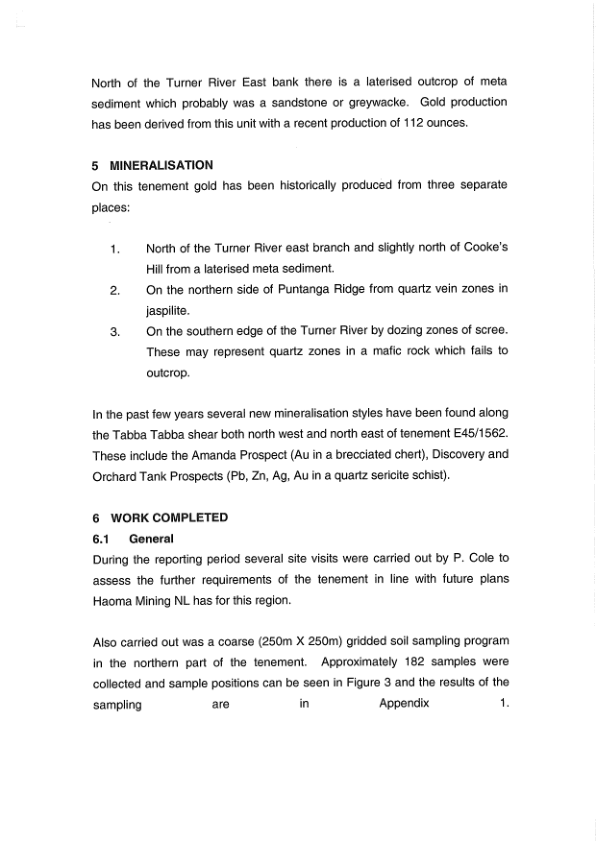 North of the Turner River East bank there is a laterised outcrop of meta
sediment which probably was a sandstone or greywacke. Gold production
has been derived from this unit with a recent production of 112 ounces.
5 MINERALISATION
On this tenement gold has been historically produced from three separate
places:
1. North of the Turner River east branch and slightly north of Cooke's
Hill from a laterised meta sediment.
2. On the northern side of Puntanga Ridge from quartz vein zones in
jaspilite.
3. On the southern edge of the Turner River by dozing zones of scree.
These may represent quartz zones in a mafic rock which fails to
outcrop.
In the past few years several new mineralisation styles have been found along
the Tabba Tabba shear both north west and north east of tenement E45/1562.
These include the Amanda Prospect (Au in a brecciated chert), Discovery and
Orchard Tank Prospects (Pb, Zn, Ag, Au in a quartz sericite schist).
6 WORK COMPLETED
6.1 General
During the reporting period several site visits were carried out by P. Cole to
assess the further requirements of the tenement in line with future plans
Haoma Mining NL has for this region.
Also carried out was a coarse (250m X 250m) gridded soil sampling program
in the northern part of the tenement. Approximately 182 samples were
collected and sample positions can be seen in Figure 3 and the results of the
sampling are in Appendix 1.